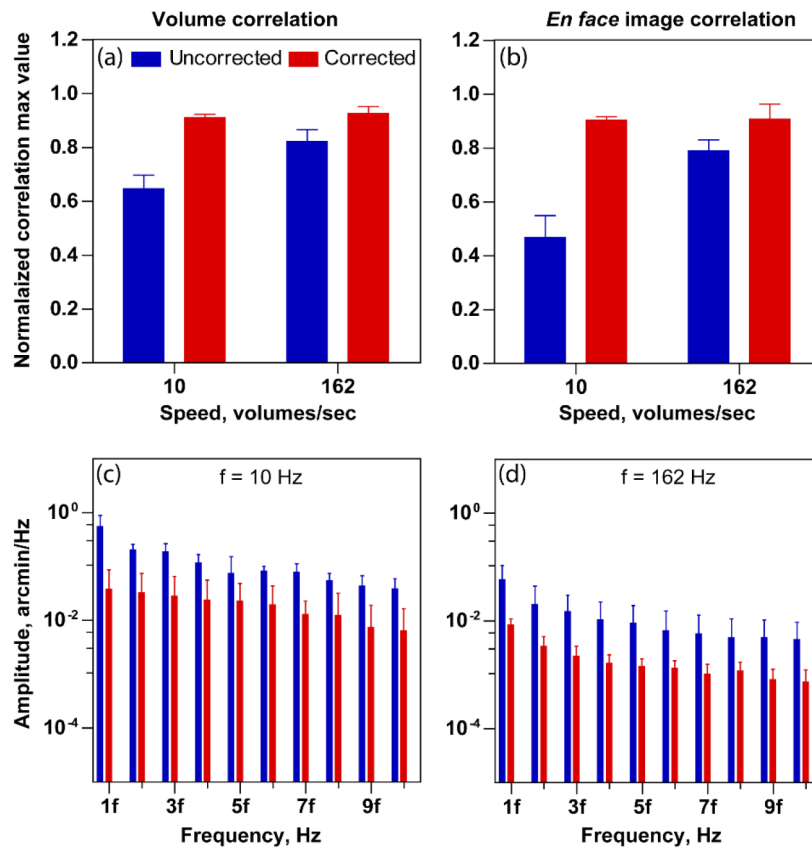 Volume correlation
En face image correlation
(a) Uncorrected Corrected
(b)
Normalaized correlation max value
1.2
1.0
0.8
0.6
0.4
0.2
0.0
10 162
Speed, volumes/sec
1.2
1.0
0.8
0.6
0.4
0.2
0.0
10 162
Speed, volumes/sec
(c) f = 10 Hz
Amplitude, arcmin/Hz
10⁰
10⁻²
10⁻⁴
1f 3f 5f 7f 9f
Frequency, Hz
(d) f = 162 Hz
10⁰
10⁻²
10⁻⁴
1f 3f 5f 7f 9f
Frequency, Hz